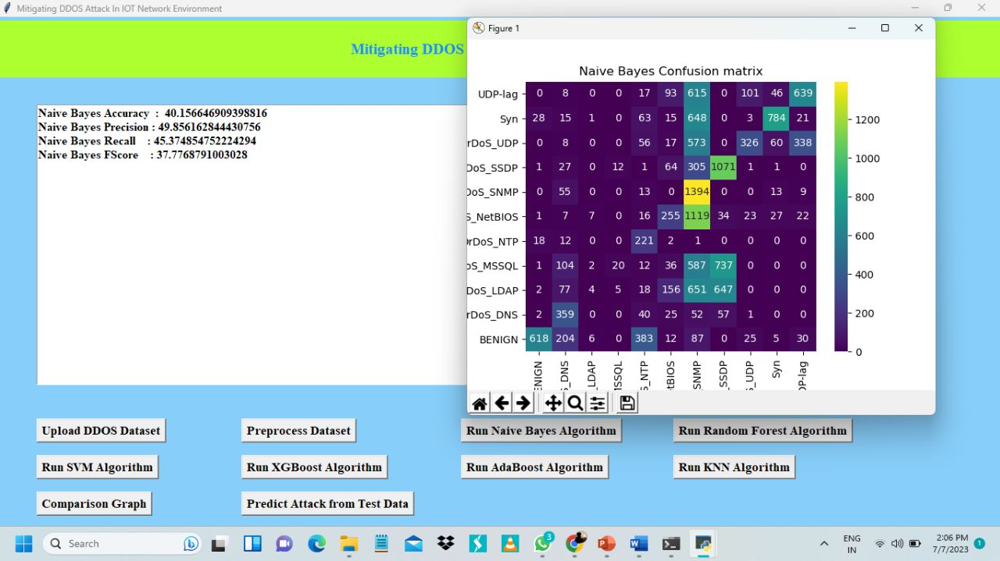 Mitigating DDOS Attack In IOT Network Environment
Mitigating DDOS
Naive Bayes Accuracy : 40.156646909398816
Naive Bayes Precision : 49.856162844430756
Naive Bayes Recall : 45.374854752224294
Naive Bayes FScore : 37.7768791003028
Figure 1
Naive Bayes Confusion matrix
UDP-lag 0 8 0 0 17 93 615 0 101 46 639
Syn 28 15 1 0 63 15 648 0 3 784 21
rDoS_UDP 0 8 0 0 56 17 573 0 326 60 338
DoS_SSDP 1 27 0 12 1 64 305 1071 1 1 0
DoS_SNMP 0 55 0 0 13 0 1394 0 0 13 9
S_NetBIOS 1 7 7 0 16 255 1119 34 23 27 22
DrDoS_NTP 18 12 0 0 221 2 1 0 0 0 0
oS_MSSQL 1 104 2 20 12 36 587 737 0 0 0
DoS_LDAP 2 77 4 5 18 156 651 647 0 0 0
rDoS_DNS 2 359 0 0 40 25 52 57 1 0 0
BENIGN 618 204 6 0 383 12 87 0 25 5 30
ENIGN
S_DNS
LDAP
MSSQL
S_NTP
etBIOS
SNMP
SSDP
S_UDP
Syn
DP-lag
1200
1000
800
600
400
200
0
Upload DDOS Dataset
Preprocess Dataset
Run Naive Bayes Algorithm
Run Random Forest Algorithm
Run SVM Algorithm
Run XGBoost Algorithm
Run AdaBoost Algorithm
Run KNN Algorithm
Comparison Graph
Predict Attack from Test Data
Search
3
ENG
IN
2:06 PM
7/7/2023
1